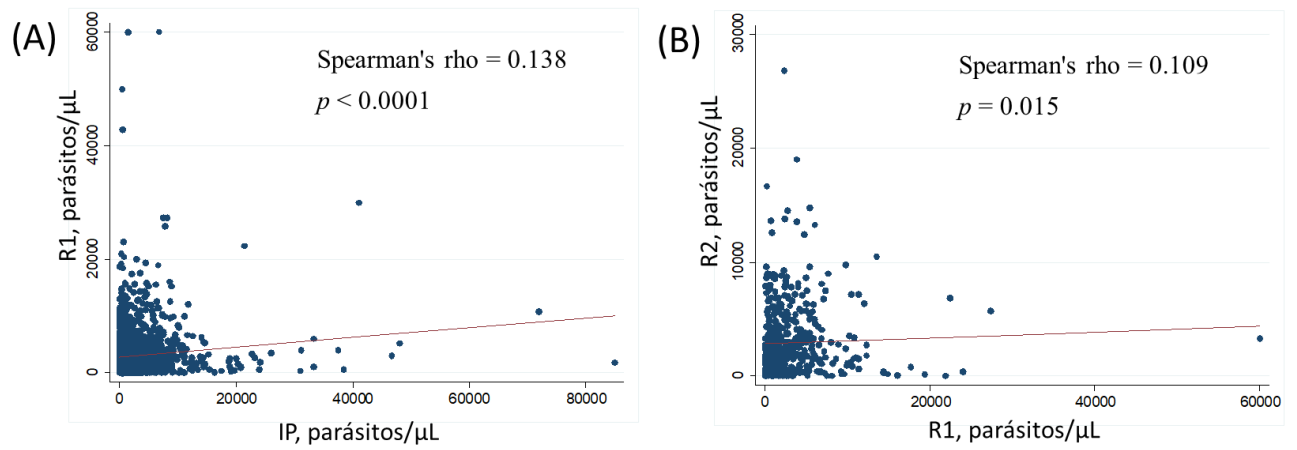 (A)
Spearman's rho = 0.138
p < 0.0001
R1, parásitos/µL
60000
40000
20000
0
0 20000 40000 60000 80000
IP, parásitos/µL
(B)
Spearman's rho = 0.109
p = 0.015
R2, parásitos/µL
30000
20000
10000
0
0 20000 40000 60000
R1, parásitos/µL